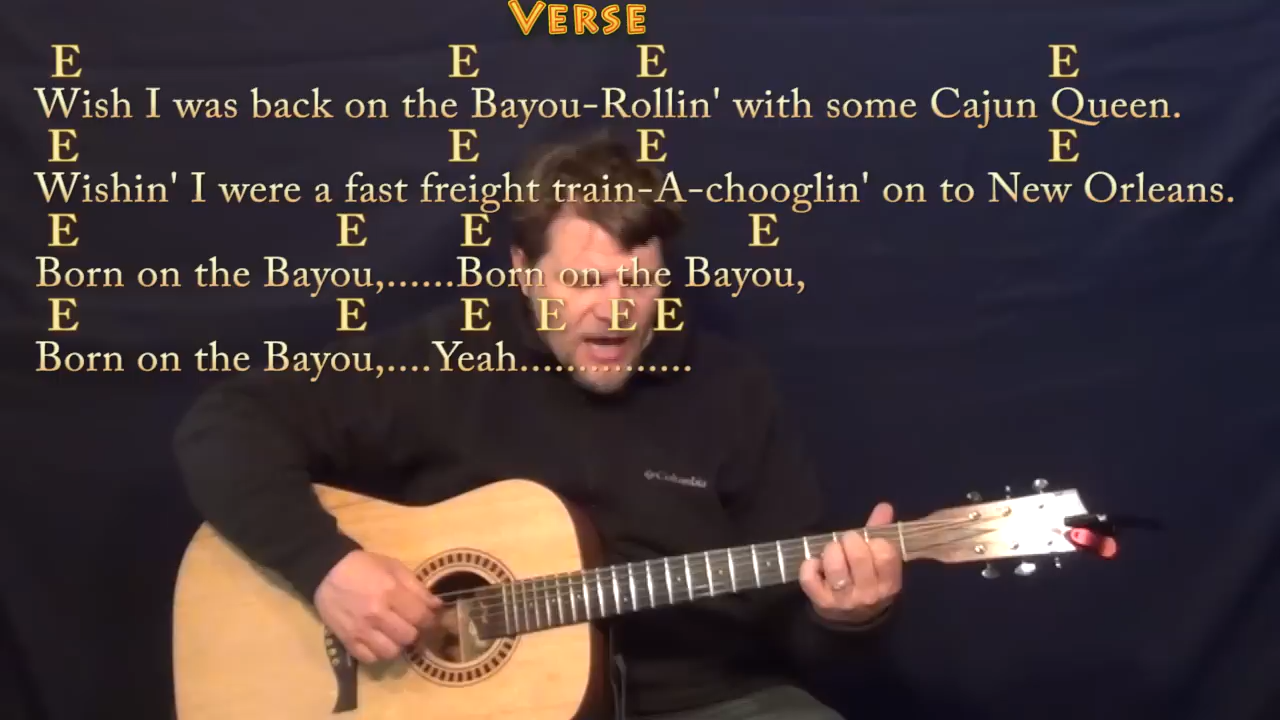 Verse
E E E E
Wish I was back on the Bayou-Rollin' with some Cajun Queen.
E E E E
Wishin' I were a fast freight train-A-chooglin' on to New Orleans.
E E E E
Born on the Bayou,......Born on the Bayou,
E E E E E E
Born on the Bayou,....Yeah...............
Columbia